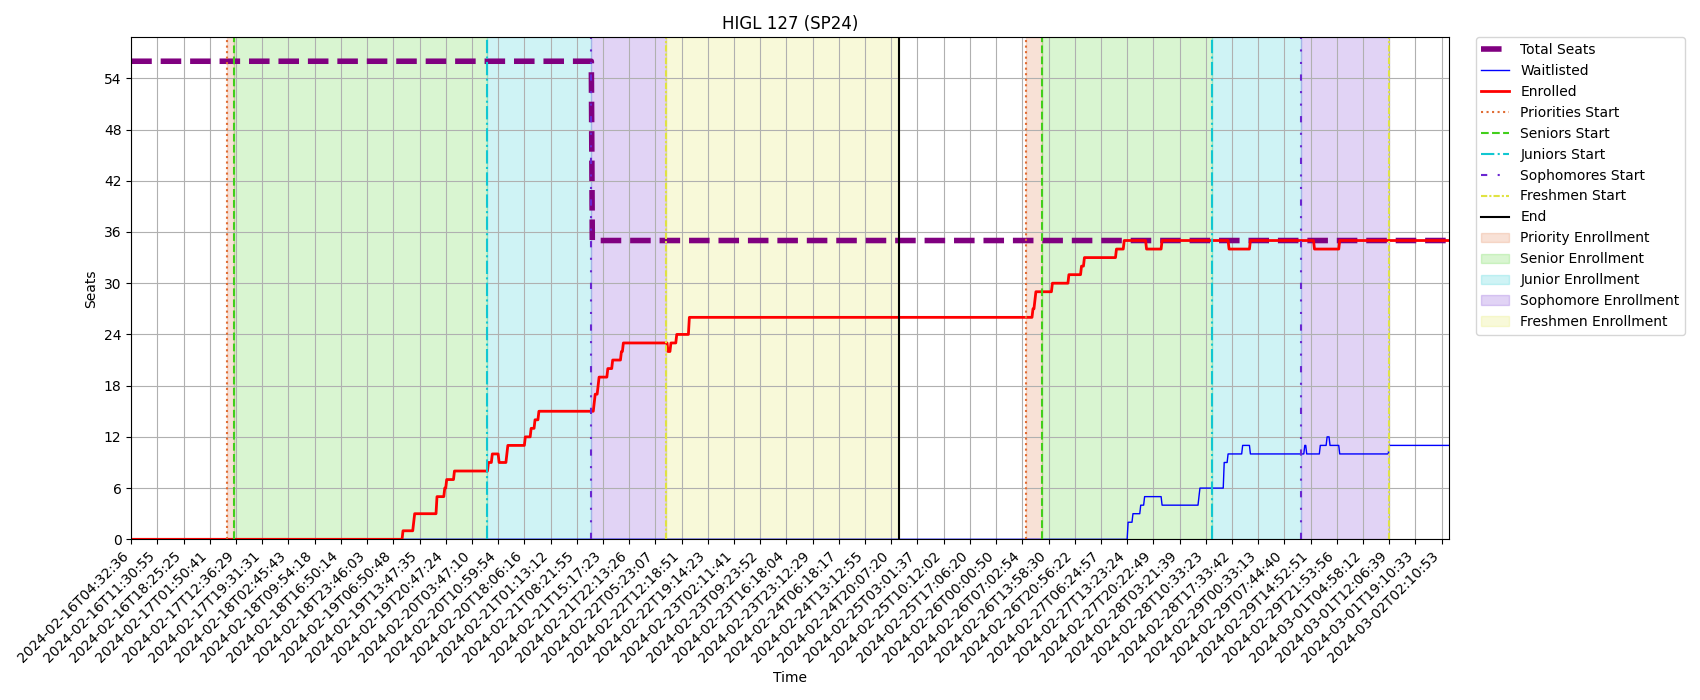 HIGL 127 (SP24)
Seats
54
48
42
36
30
24
18
12
6
0
2024-02-16T04:32:36
2024-02-16T11:30:55
2024-02-16T18:25:25
2024-02-17T01:50:41
2024-02-17T12:36:29
2024-02-17T19:31:31
2024-02-18T02:45:43
2024-02-18T09:54:18
2024-02-18T16:50:14
2024-02-18T23:46:03
2024-02-19T06:50:48
2024-02-19T13:47:35
2024-02-19T20:47:24
2024-02-20T03:47:10
2024-02-20T10:59:54
2024-02-20T18:06:16
2024-02-21T01:13:12
2024-02-21T08:21:55
2024-02-21T15:17:23
2024-02-21T22:13:26
2024-02-22T05:23:07
2024-02-22T12:18:51
2024-02-22T19:14:23
2024-02-23T02:11:41
2024-02-23T09:23:52
2024-02-23T16:18:04
2024-02-23T23:12:29
2024-02-24T06:18:17
2024-02-24T13:12:55
2024-02-24T20:07:20
2024-02-25T03:01:37
2024-02-25T10:12:02
2024-02-25T17:06:20
2024-02-26T00:00:50
2024-02-26T07:02:54
2024-02-26T13:58:30
2024-02-26T20:56:22
2024-02-27T06:24:57
2024-02-27T13:23:24
2024-02-27T20:22:49
2024-02-28T03:21:39
2024-02-28T10:33:23
2024-02-28T17:33:42
2024-02-29T00:33:13
2024-02-29T07:44:40
2024-02-29T14:52:51
2024-02-29T21:53:56
2024-03-01T04:58:12
2024-03-01T12:06:39
2024-03-01T19:10:33
2024-03-02T02:10:53
Time
Total Seats
Waitlisted
Enrolled
Priorities Start
Seniors Start
Juniors Start
Sophomores Start
Freshmen Start
End
Priority Enrollment
Senior Enrollment
Junior Enrollment
Sophomore Enrollment
Freshmen Enrollment